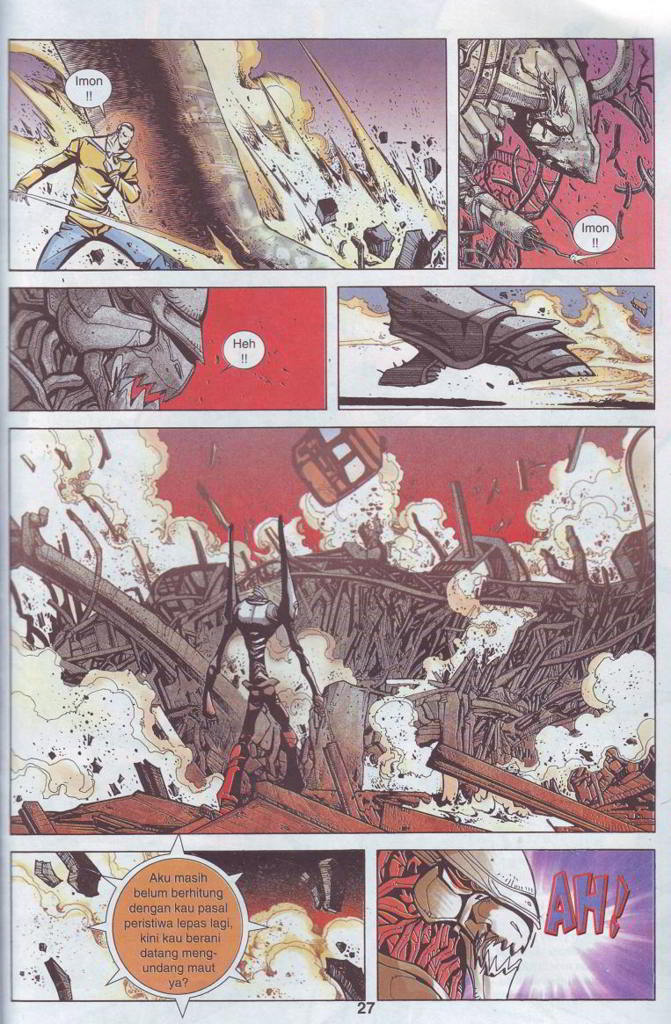 Imon
!!
Imon
!!
Heh
!!
Aku masih
belum berhitung
dengan kau pasal
peristiwa lepas lagi,
kini kau berani
datang meng-
undang maut
ya?
AH!
27